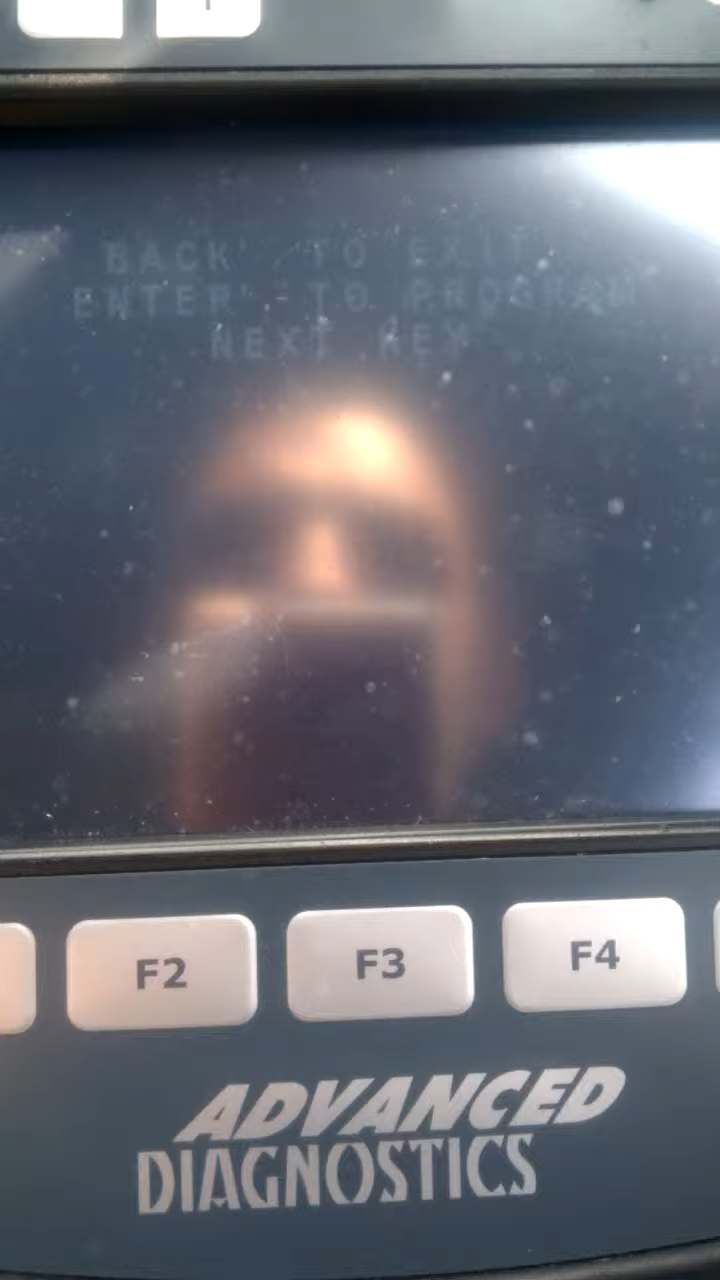 BACK' TO EXIT
ENTER' TO PROGRAM
NEXT KEY
F2 F3 F4
ADVANCED
DIAGNOSTICS